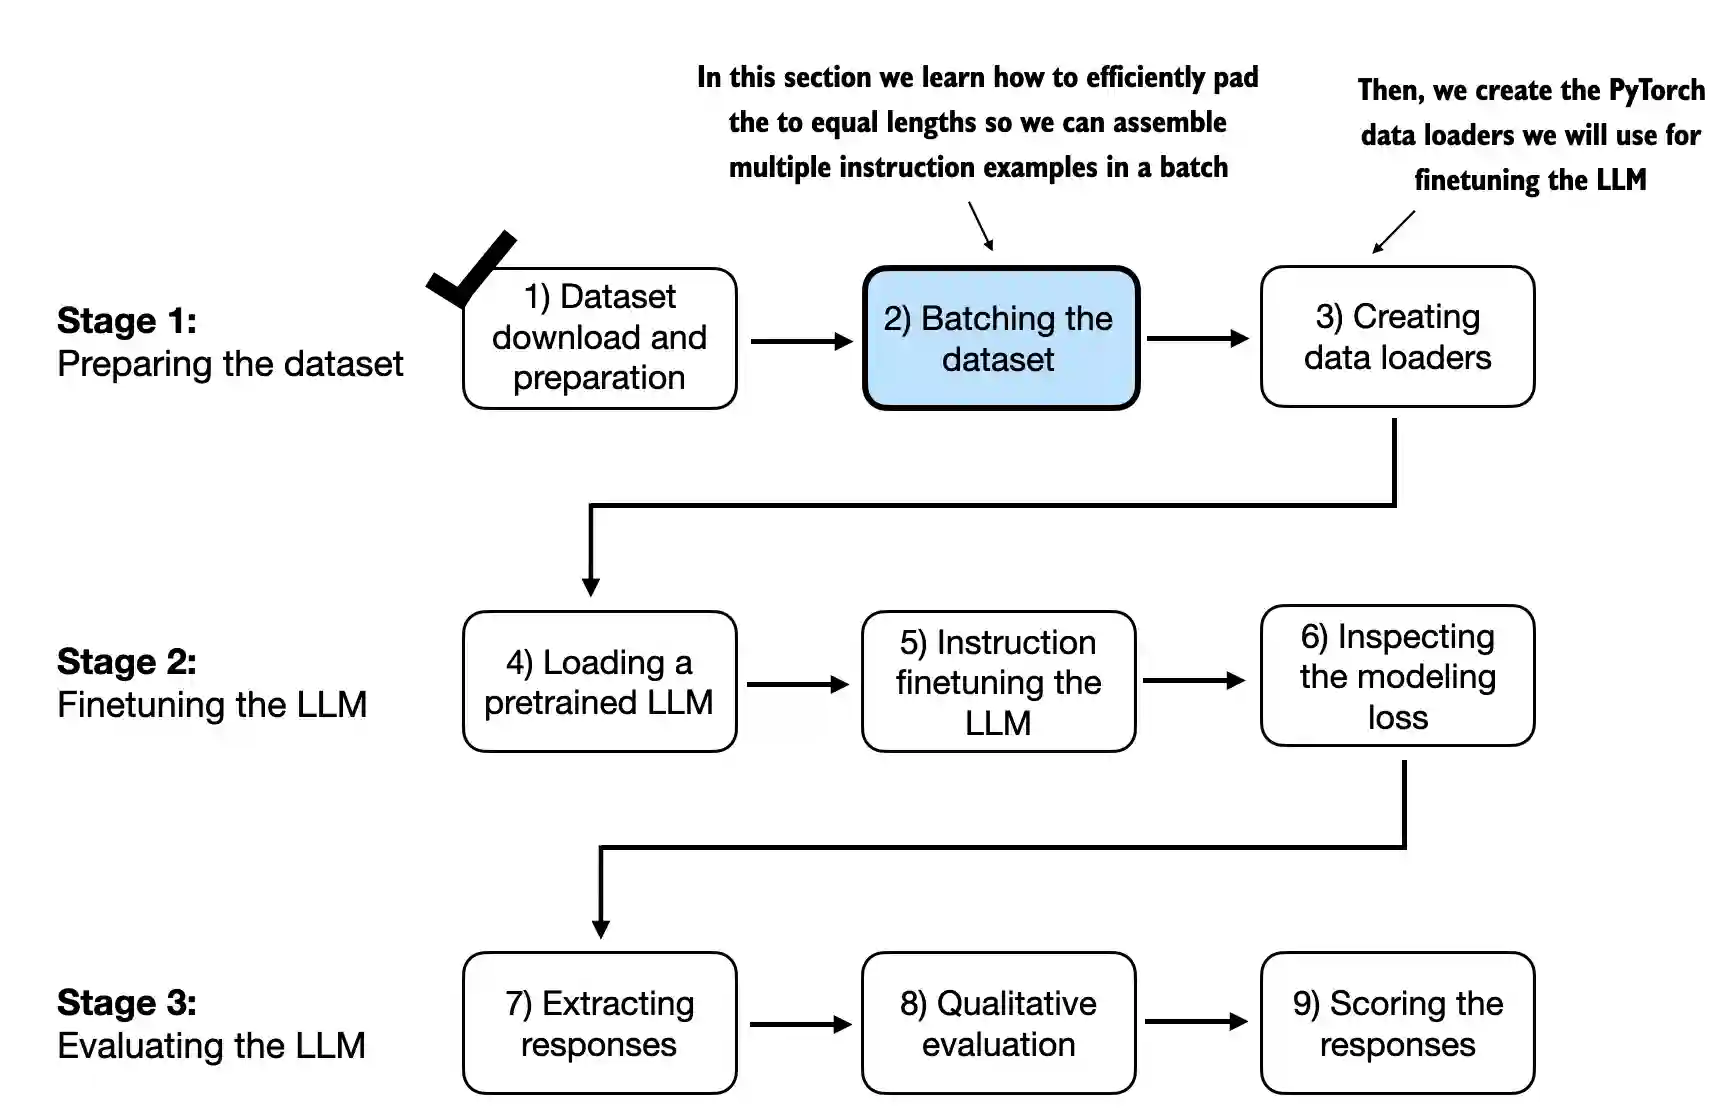 In this section we learn how to efficiently pad
the to equal lengths so we can assemble
multiple instruction examples in a batch
Then, we create the PyTorch
data loaders we will use for
finetuning the LLM
Stage 1:
Preparing the dataset
1) Dataset
download and
preparation
2) Batching the
dataset
3) Creating
data loaders
Stage 2:
Finetuning the LLM
4) Loading a
pretrained LLM
5) Instruction
finetuning the
LLM
6) Inspecting
the modeling
loss
Stage 3:
Evaluating the LLM
7) Extracting
responses
8) Qualitative
evaluation
9) Scoring the
responses